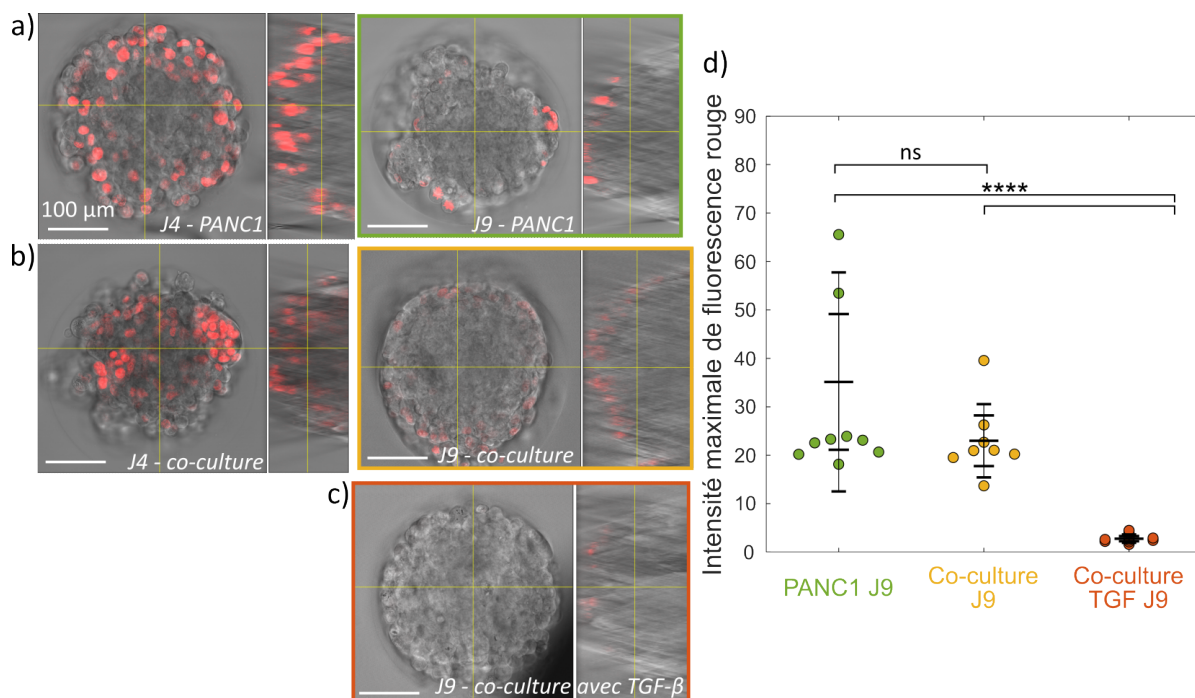 a)
100 µm
J4 - PANC1
J9 - PANC1
b)
J4 - co-culture
J9 - co-culture
c)
J9 - co-culture avec TGF-β
d)
Intensité maximale de fluorescence rouge
90
80
70
60
50
40
30
20
10
0
ns
****
PANC1 J9
Co-culture
J9
Co-culture
TGF J9